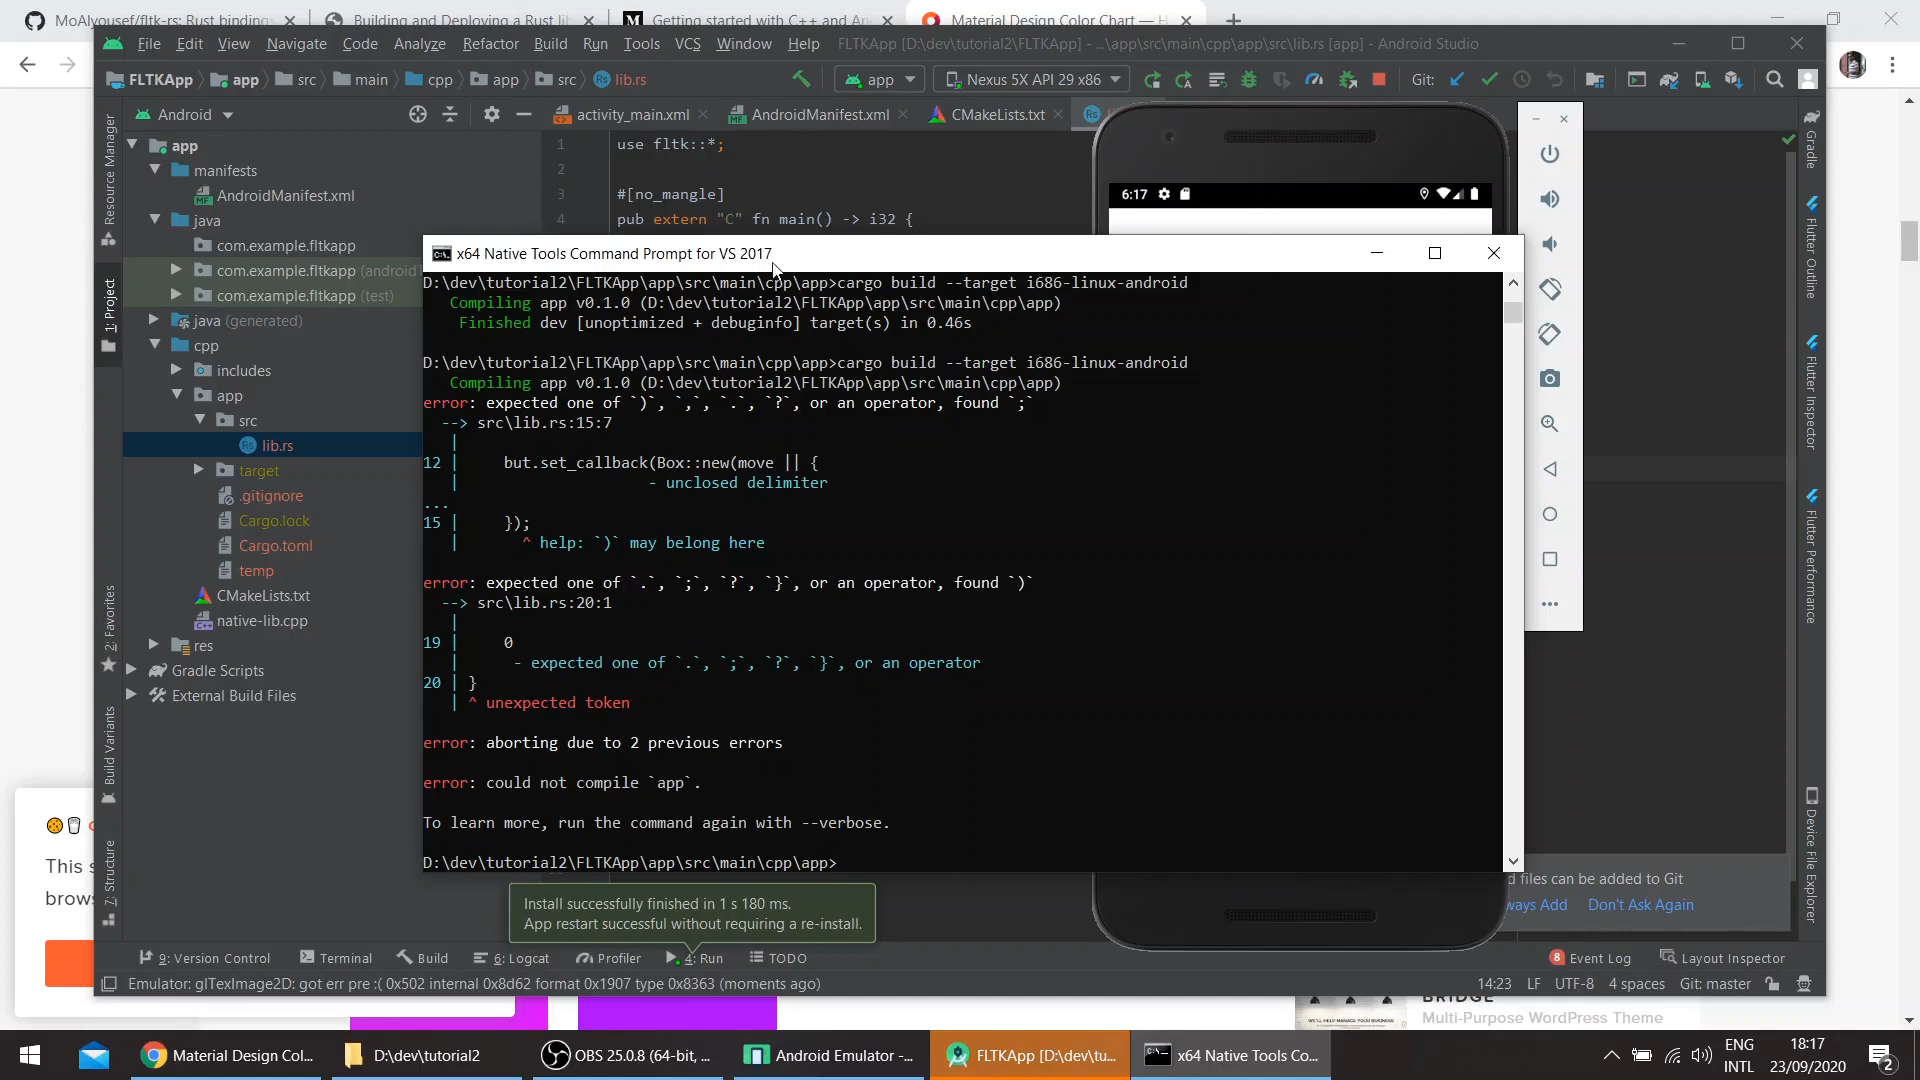 MoAlyousef/fltk-rs: Rust bindings
Building and Deploying a Rust lib
Getting started with C++ and An
Material Design Color Chart — H
File Edit View Navigate Code Analyze Refactor Build Run Tools VCS Window Help FLTKApp [D:\dev\tutorial2\FLTKApp] - ...\app\src\main\cpp\app\src\lib.rs [app] - Android Studio
FLTKApp app src main cpp app src lib.rs
app
Nexus 5X API 29 x86
Git:
Android
activity_main.xml
AndroidManifest.xml
CMakeLists.txt
Resource Manager
1: Project
2: Favorites
Build Variants
7: Structure
app
manifests
AndroidManifest.xml
java
com.example.fltkapp
com.example.fltkapp (android
com.example.fltkapp (test)
java (generated)
cpp
includes
app
src
lib.rs
target
.gitignore
Cargo.lock
Cargo.toml
temp
CMakeLists.txt
native-lib.cpp
res
Gradle Scripts
External Build Files
1 use fltk::*;
2
3 #[no_mangle]
4 pub extern "C" fn main() -> i32 {
6:17
x64 Native Tools Command Prompt for VS 2017
D:\dev\tutorial2\FLTKApp\app\src\main\cpp\app>cargo build --target i686-linux-android
Compiling app v0.1.0 (D:\dev\tutorial2\FLTKApp\app\src\main\cpp\app)
Finished dev [unoptimized + debuginfo] target(s) in 0.46s
D:\dev\tutorial2\FLTKApp\app\src\main\cpp\app>cargo build --target i686-linux-android
Compiling app v0.1.0 (D:\dev\tutorial2\FLTKApp\app\src\main\cpp\app)
error: expected one of `)`, `,`, `.`, `?`, or an operator, found `;`
--> src\lib.rs:15:7
|
12 | but.set_callback(Box::new(move || {
| - unclosed delimiter
...
15 | });
| ^ help: `)` may belong here
error: expected one of `.`, `;`, `?`, `}`, or an operator, found `)`
--> src\lib.rs:20:1
|
19 | 0
| - expected one of `.`, `;`, `?`, `}`, or an operator
20 | }
| ^ unexpected token
error: aborting due to 2 previous errors
error: could not compile `app`.
To learn more, run the command again with --verbose.
D:\dev\tutorial2\FLTKApp\app\src\main\cpp\app>
Gradle
Flutter Outline
Flutter Inspector
Flutter Performance
Device File Explorer
This s
brows
Install successfully finished in 1 s 180 ms.
App restart successful without requiring a re-install.
d files can be added to Git
ways Add Don't Ask Again
9: Version Control Terminal Build 6: Logcat Profiler 4: Run TODO
8 Event Log Layout Inspector
Emulator: glTexImage2D: got err pre :( 0x502 internal 0x8d62 format 0x1907 type 0x8363 (moments ago)
14:23 LF UTF-8 4 spaces Git: master
BRIDGE
Multi-Purpose WordPress Theme
Material Design Col...
D:\dev\tutorial2
OBS 25.0.8 (64-bit, ...
Android Emulator -...
FLTKApp [D:\dev\tu...
x64 Native Tools Co...
ENG
INTL
18:17
23/09/2020
2